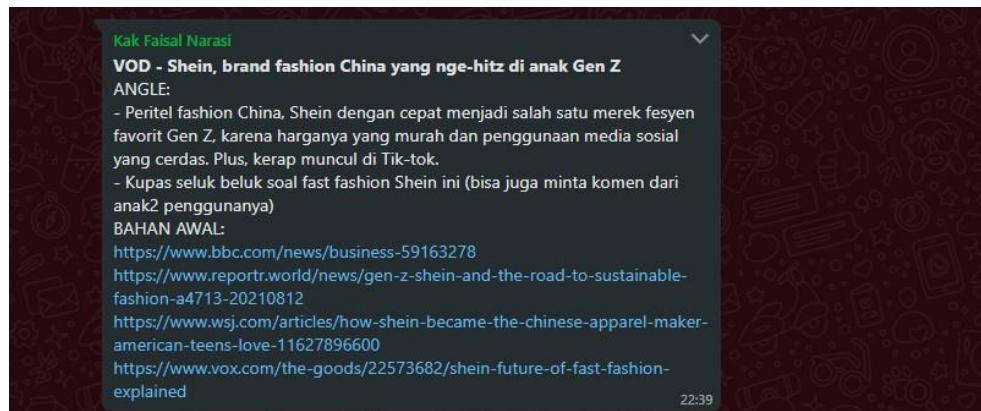 Kak Faisal Narasi
VOD - Shein, brand fashion China yang nge-hitz di anak Gen Z
ANGLE:
- Peritel fashion China, Shein dengan cepat menjadi salah satu merek fesyen
favorit Gen Z, karena harganya yang murah dan penggunaan media sosial
yang cerdas. Plus, kerap muncul di Tik-tok.
- Kupas seluk beluk soal fast fashion Shein ini (bisa juga minta komen dari
anak2 penggunanya)
BAHAN AWAL:
https://www.bbc.com/news/business-59163278
https://www.reportr.world/news/gen-z-shein-and-the-road-to-sustainable-
fashion-a4713-20210812
https://www.wsj.com/articles/how-shein-became-the-chinese-apparel-maker-
american-teens-love-11627896600
https://www.vox.com/the-goods/22573682/shein-future-of-fast-fashion-
explained
22:39